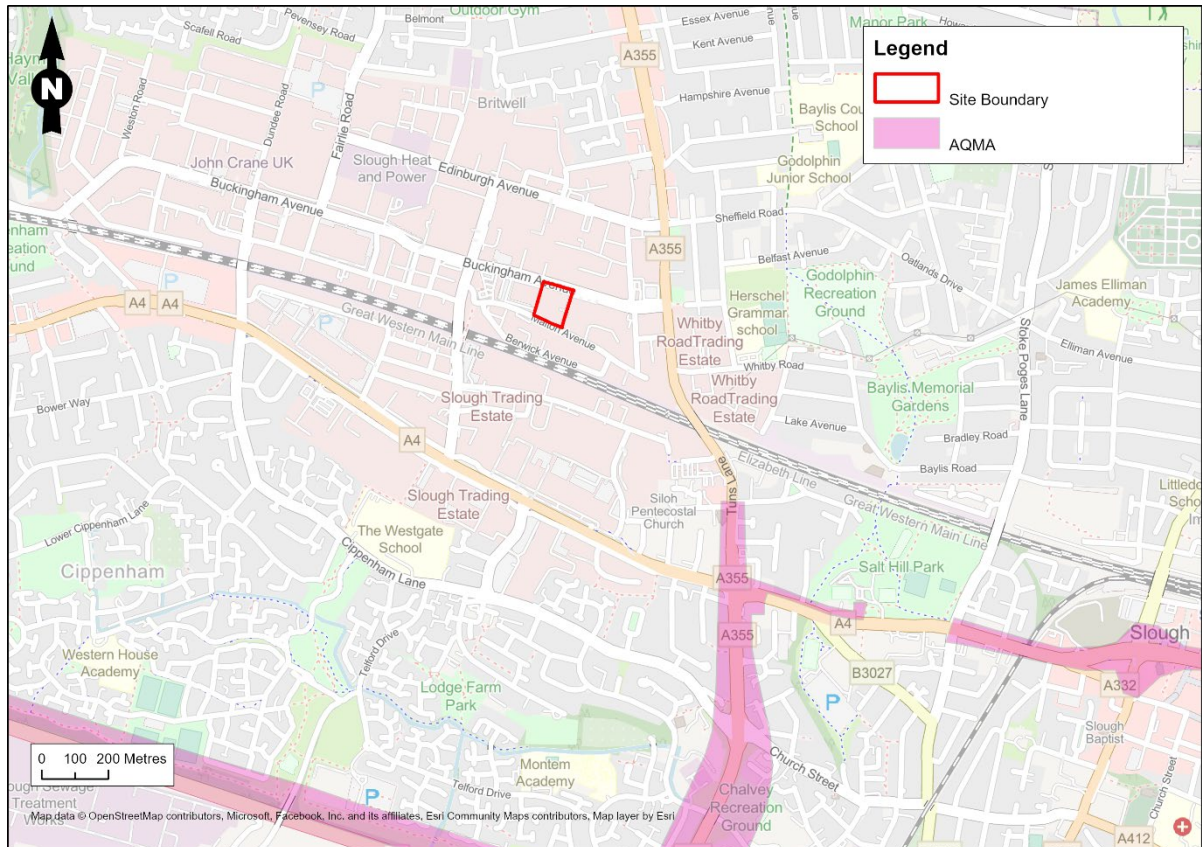 Outdoor Gym
Belmont
Pevensey Road
Scafell Road
Essex Avenue
Manor Park
Kent Avenue
A355
Legend
Site Boundary
AQMA
N
P
Britwell
Hampshire Avenue
Weston Road
Dundee Road
Fairlie Road
Baylis Cou
School
Godolphin
Junior School
John Crane UK
Slough Heat
and Power
Edinburgh Avenue
Buckingham Avenue
Sheffield Road
A355
Belfast Avenue
Oatlands Drive
P
Buckingham Avenue
Godolphin
Recreation
Ground
Herschel
Grammar
school
James Elliman
Academy
A4
A4
P
Great Western Main Line
Malton Avenue
Berwick Avenue
Whitby
RoadTrading
Estate
Whitby Road
Stoke Poges Lane
Elliman Avenue
Whitby
RoadTrading
Estate
Baylis Memorial
Gardens
Bower Way
Slough Trading
Estate
Lake Avenue
Bradley Road
A4
Baylis Road
Elizabeth Line
Great Western Main Line
Tuns Lane
Slough Trading
Estate
Siloh
Pentecostal
Church
The Westgate
School
Lower Cippenham Lane
Cippenham Lane
Cippenham
Salt Hill Park
A355
A4
A355
Slough
Telford Drive
Western House
Academy
B3027
A332
Lodge Farm
Park
P
Slough
Baptist
0 100 200 Metres
Montem
Academy
Church Street
Telford Drive
P
Chalvey
Recreation
Ground
Church Street
A412
Map data © OpenStreetMap contributors, Microsoft, Facebook, Inc. and its affiliates, Esri Community Maps contributors, Map layer by Esri